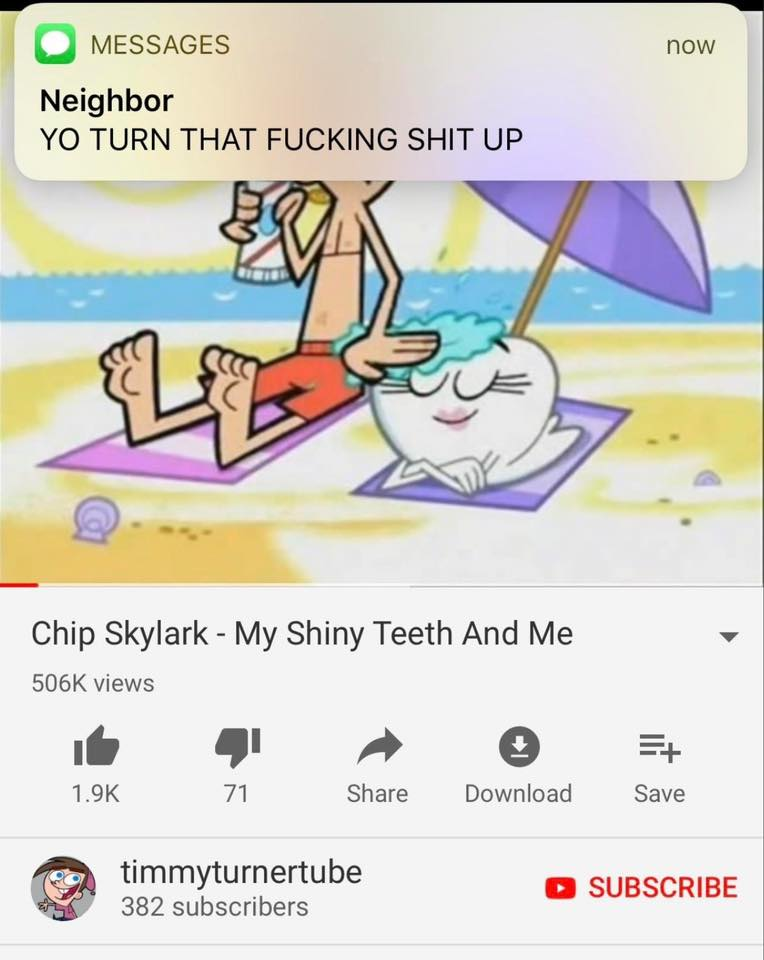 MESSAGES now
Neighbor
YO TURN THAT FUCKING SHIT UP
Chip Skylark - My Shiny Teeth And Me
506K views
1.9K 71 Share Download Save
timmyturnertube
382 subscribers
SUBSCRIBE